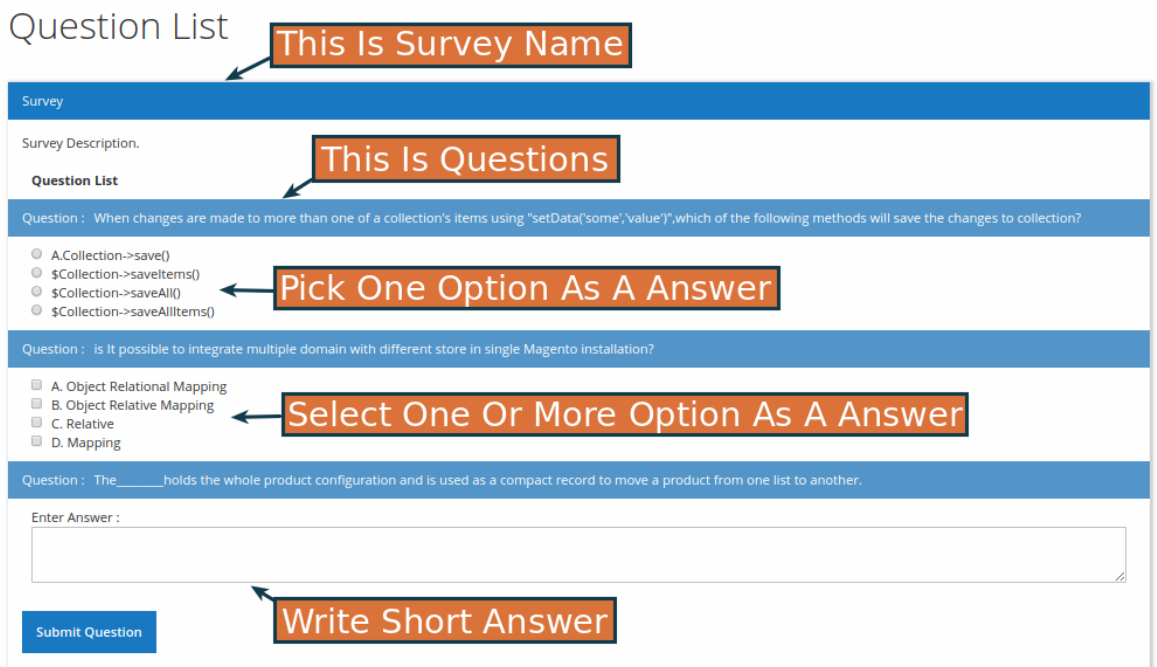 Question List
This Is Survey Name
Survey
Survey Description.
This Is Questions
Question List
Question : When changes are made to more than one of a collection's items using "setData('some','value')",which of the following methods will save the changes to collection?
A.Collection->save()
$Collection->saveItems()
$Collection->saveAll()
$Collection->saveAllItems()
Pick One Option As A Answer
Question : is It possible to integrate multiple domain with different store in single Magento installation?
A. Object Relational Mapping
B. Object Relative Mapping
C. Relative
D. Mapping
Select One Or More Option As A Answer
Question : The_______holds the whole product configuration and is used as a compact record to move a product from one list to another.
Enter Answer :
Write Short Answer
Submit Question